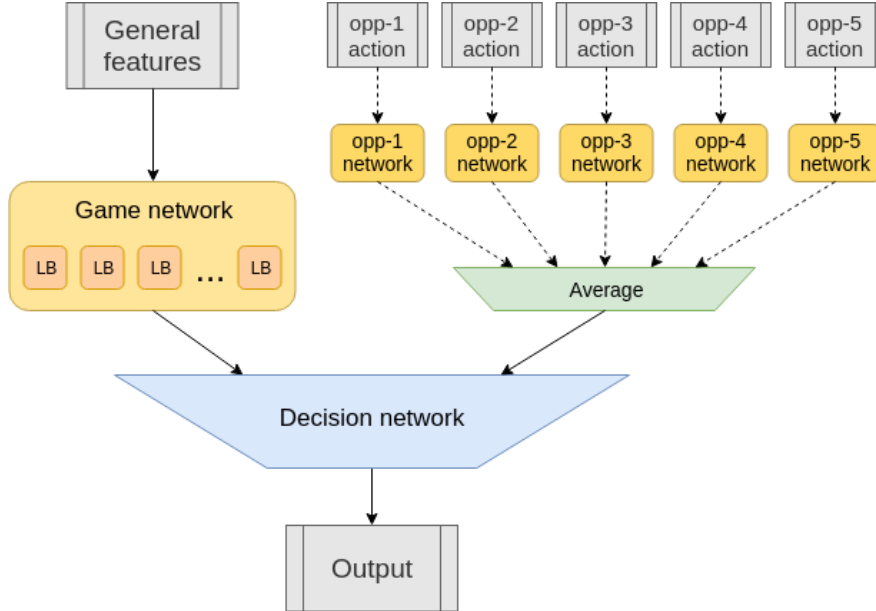 General
features
opp-1
action
opp-2
action
opp-3
action
opp-4
action
opp-5
action
opp-1
network
opp-2
network
opp-3
network
opp-4
network
opp-5
network
Game network
LB
LB
LB
...
LB
Average
Decision network
Output